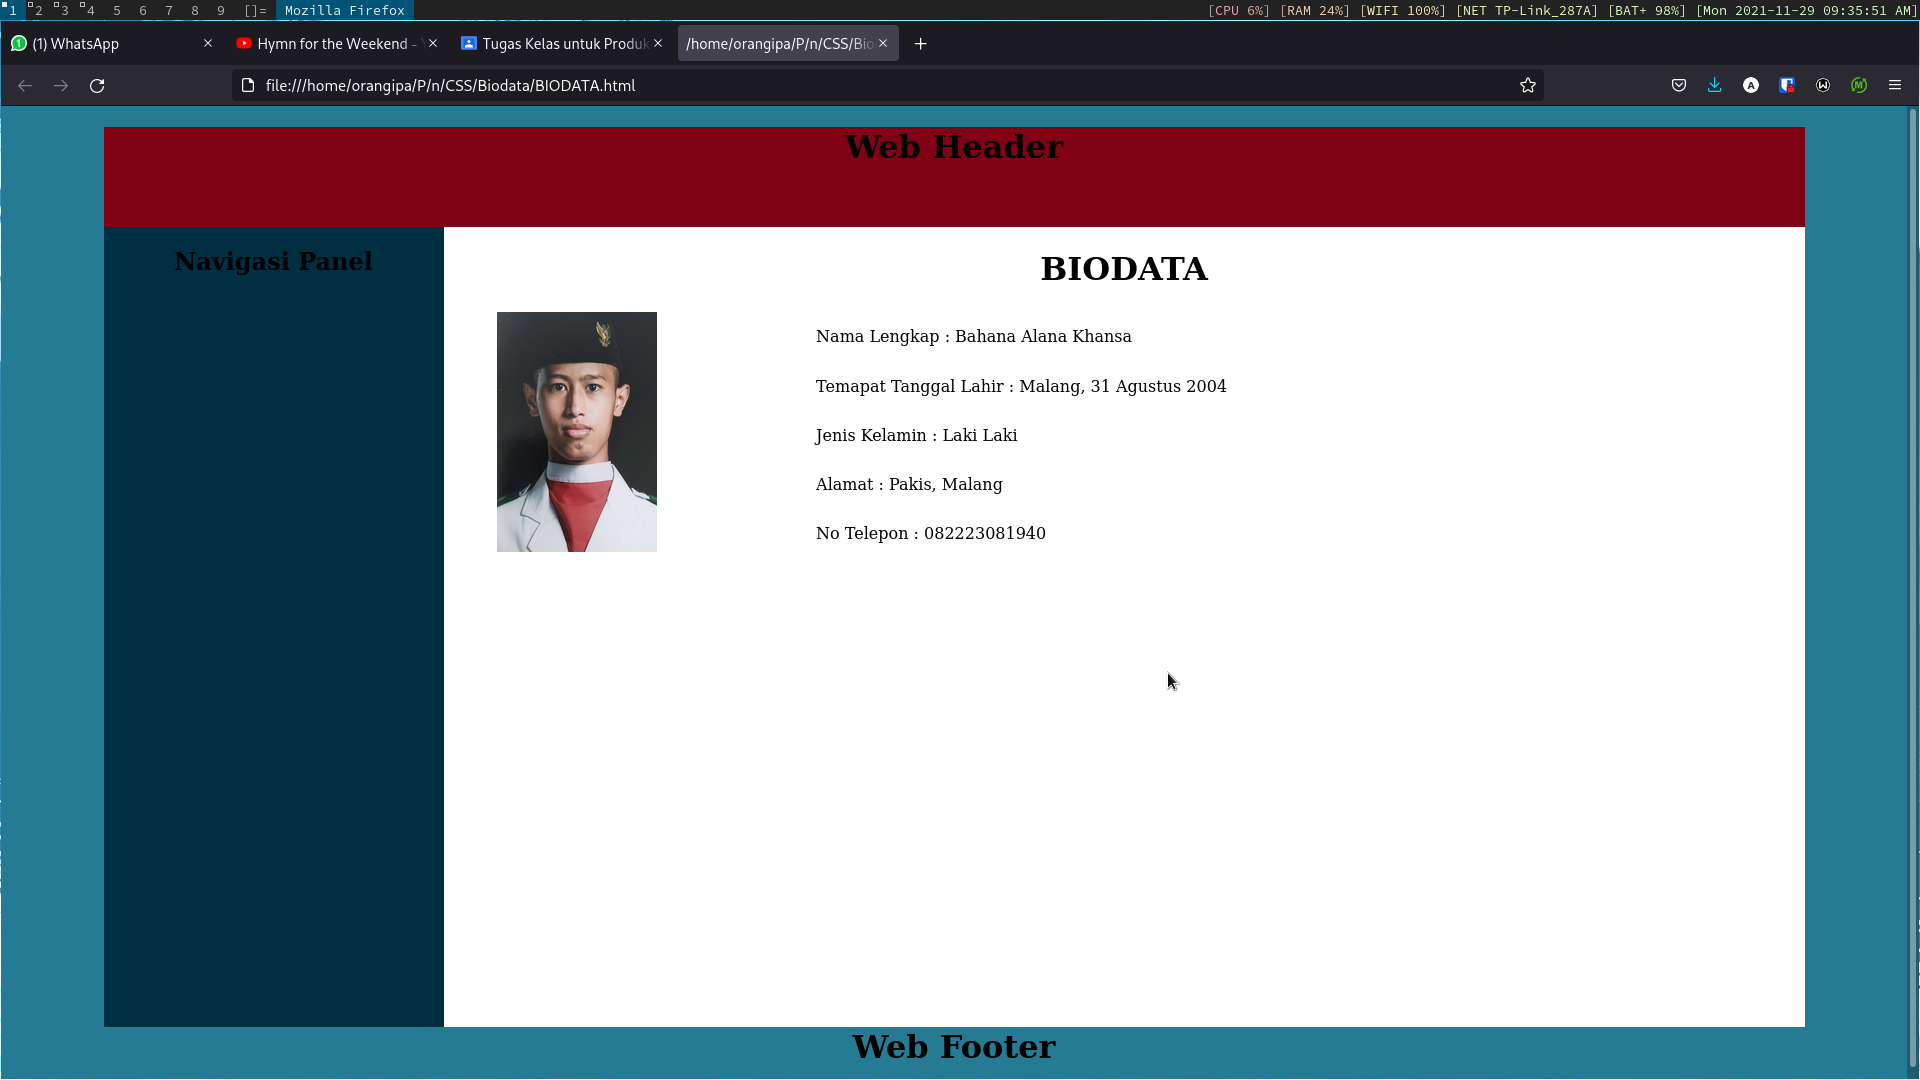 1 2 3 4 5 6 7 8 9 []= Mozilla Firefox [CPU 6%] [RAM 24%] [WIFI 100%] [NET TP-Link_287A] [BAT+ 98%] [Mon 2021-11-29 09:35:51 AM]
(1) WhatsApp Hymn for the Weekend - Tugas Kelas untuk Produk /home/orangipa/P/n/CSS/Bio
file:///home/orangipa/P/n/CSS/Biodata/BIODATA.html
Web Header
Navigasi Panel
BIODATA
Nama Lengkap : Bahana Alana Khansa
Temapat Tanggal Lahir : Malang, 31 Agustus 2004
Jenis Kelamin : Laki Laki
Alamat : Pakis, Malang
No Telepon : 082223081940
Web Footer